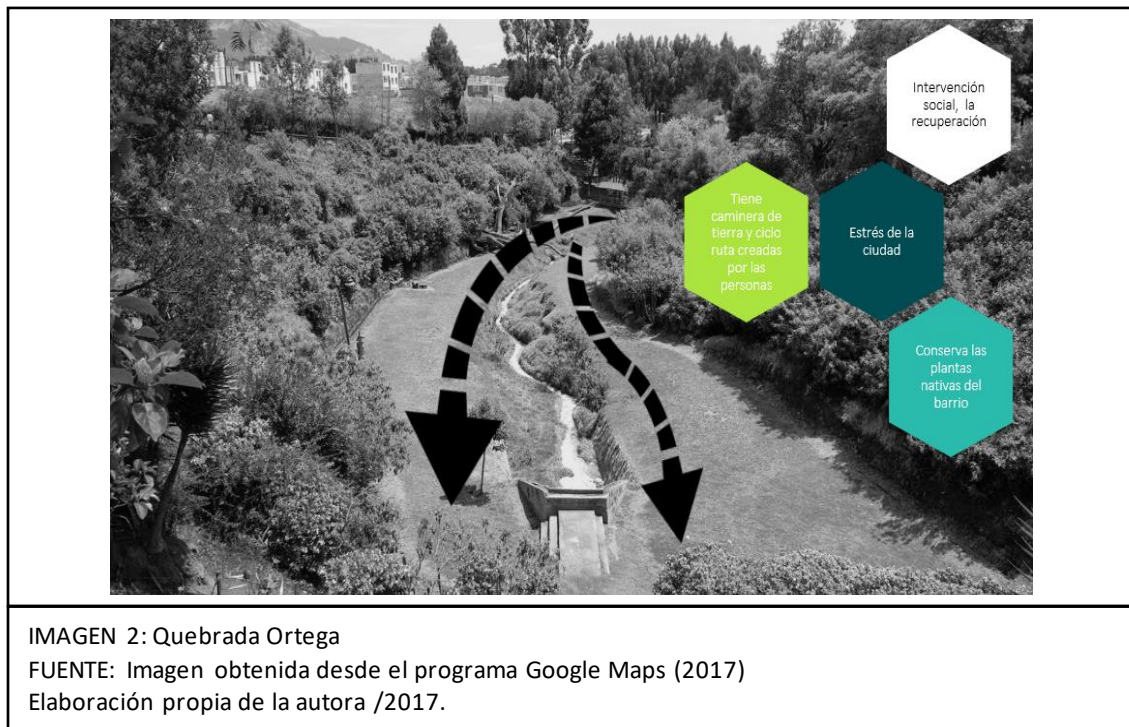 Intervención
social, la
recuperación
Tiene
caminera de
tierra y ciclo
ruta creadas
por las
personas
Estrés de la
ciudad
Conserva las
plantas
nativas del
barrio
IMAGEN 2: Quebrada Ortega
FUENTE: Imagen obtenida desde el programa Google Maps (2017)
Elaboración propia de la autora /2017.